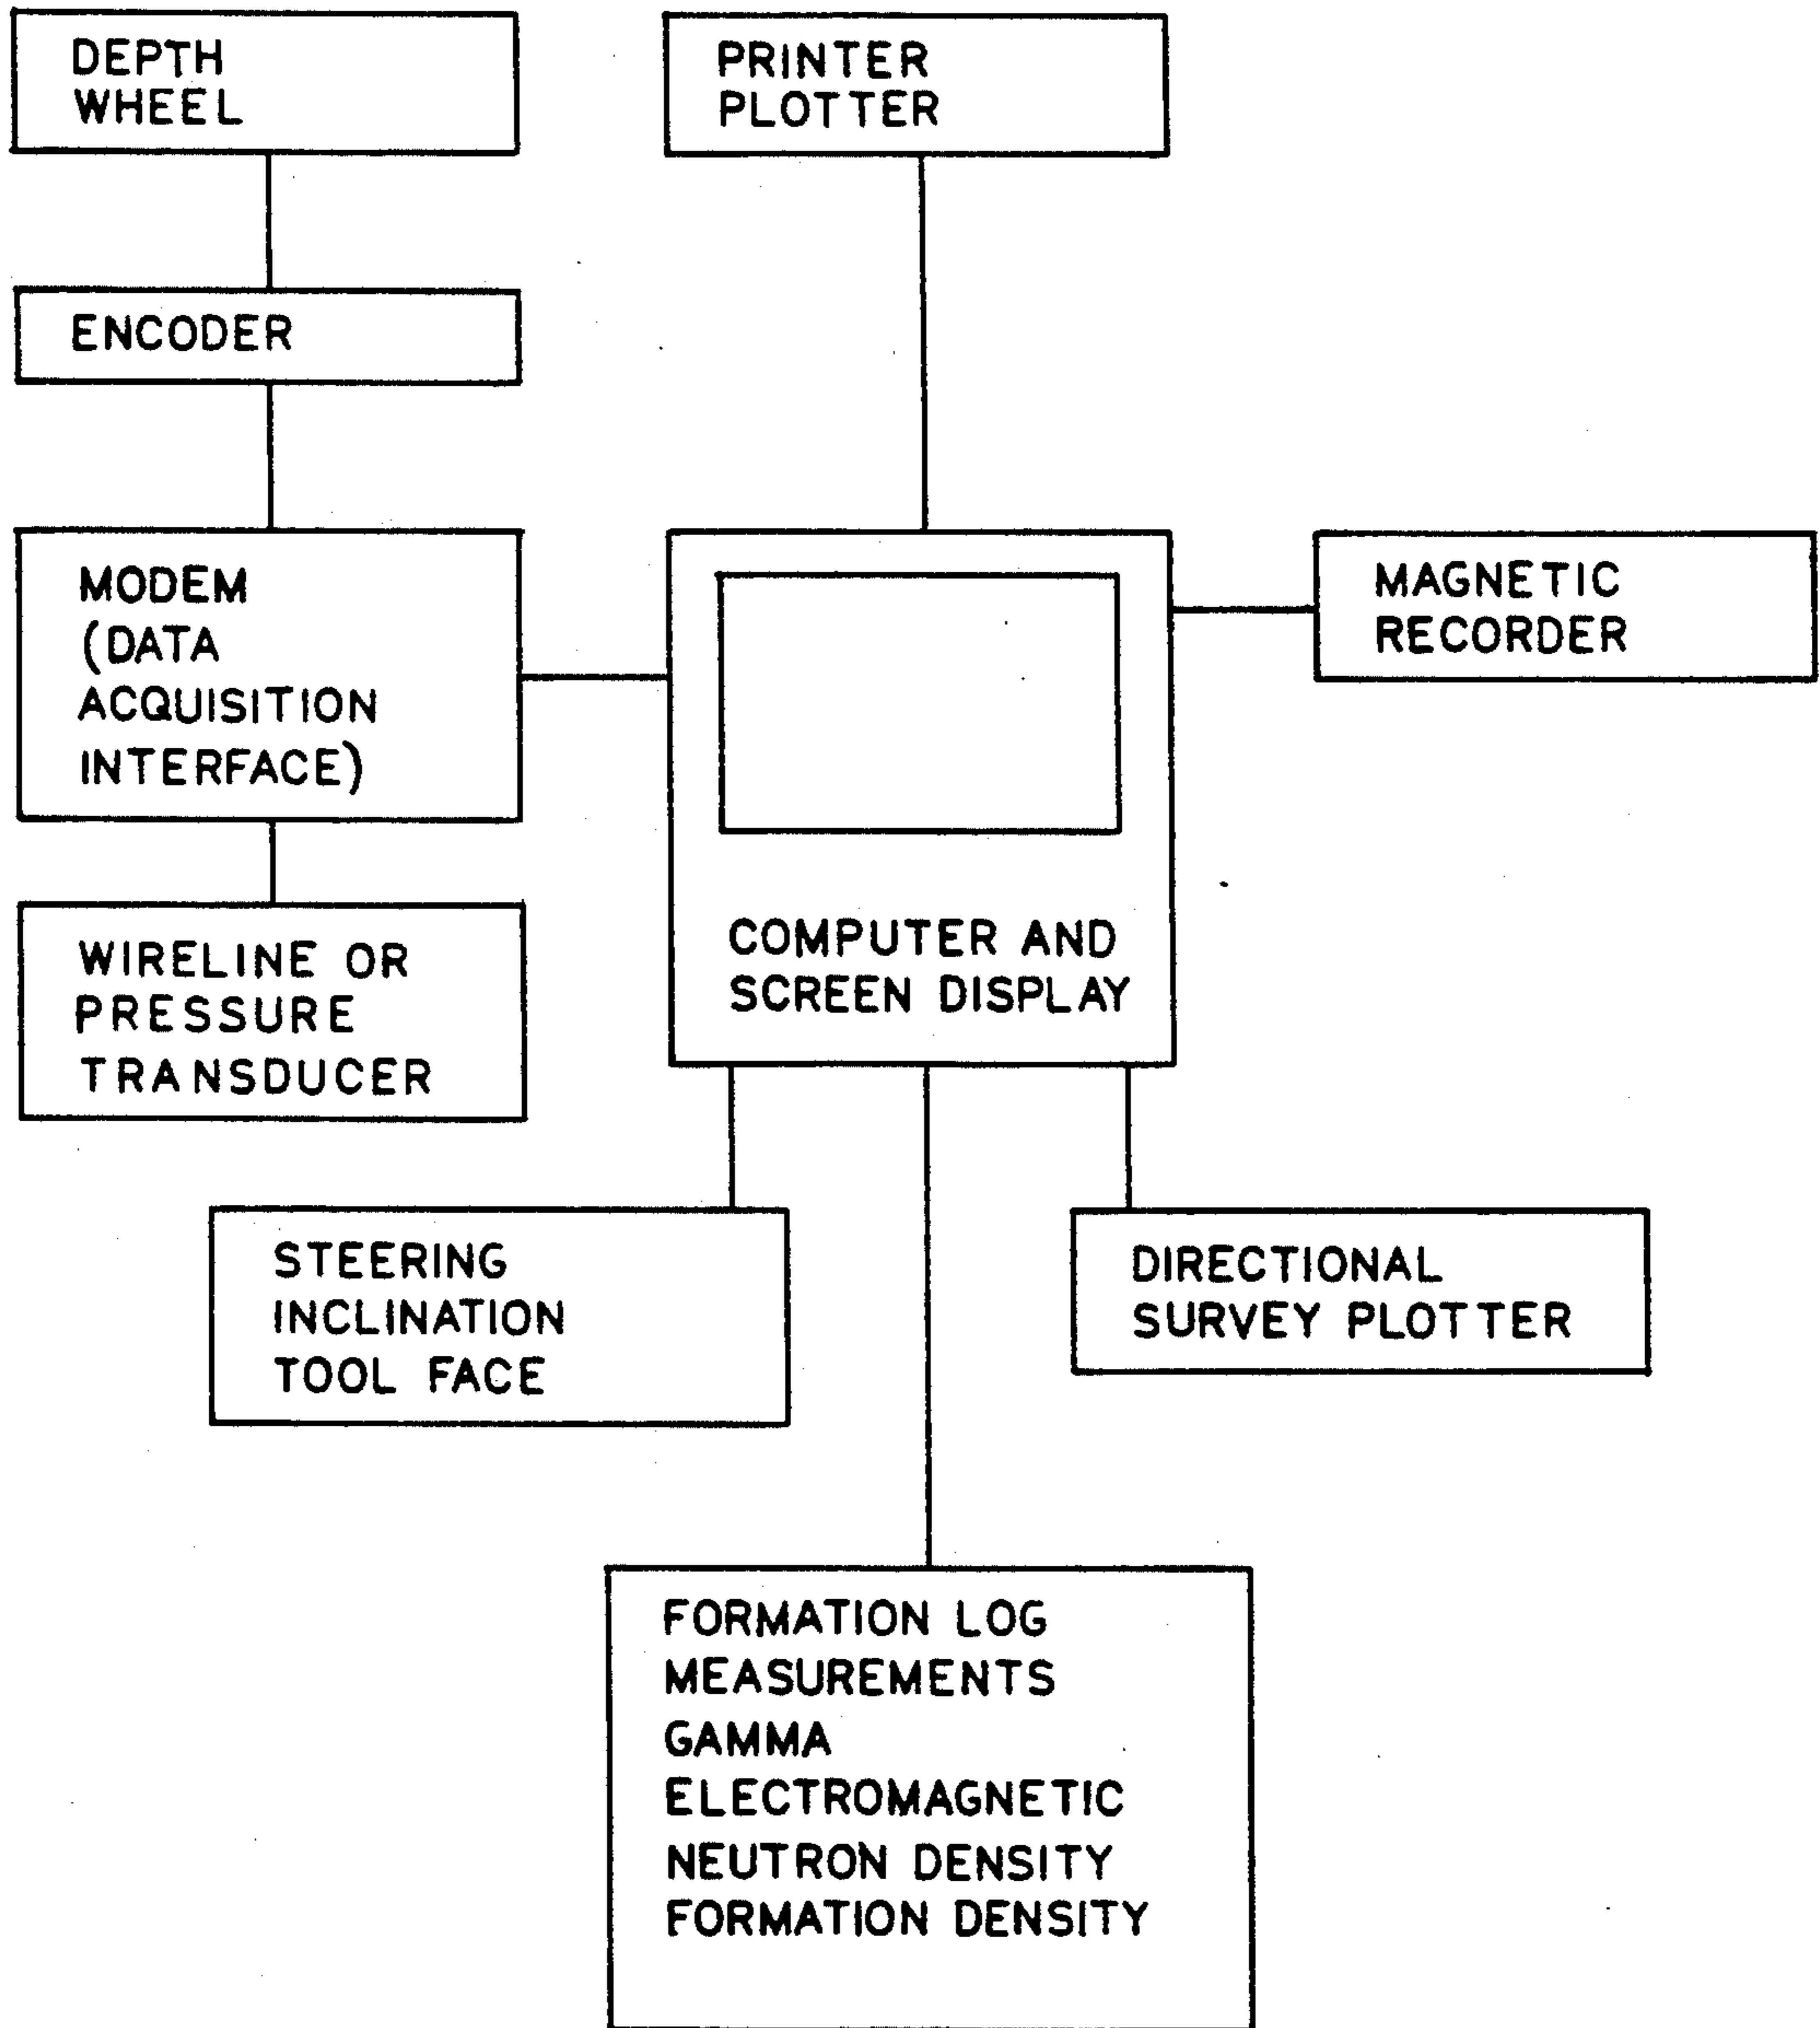 DEPTH
WHEEL
PRINTER
PLOTTER
ENCODER
MODEM
(DATA
ACQUISITION
INTERFACE)
MAGNETIC
RECORDER
COMPUTER AND
SCREEN DISPLAY
WIRELINE OR
PRESSURE
TRANSDUCER
STEERING
INCLINATION
TOOL FACE
DIRECTIONAL
SURVEY PLOTTER
FORMATION LOG
MEASUREMENTS
GAMMA
ELECTROMAGNETIC
NEUTRON DENSITY
FORMATION DENSITY